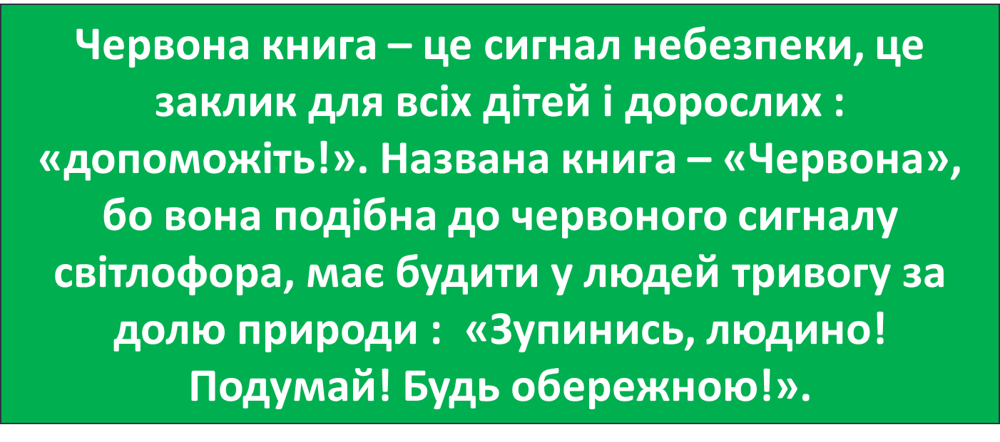 Червона книга – це сигнал небезпеки, це
заклик для всіх дітей і дорослих :
«допоможіть!». Названа книга – «Червона»,
бо вона подібна до червоного сигналу
світлофора, має будити у людей тривогу за
долю природи :  «Зупинись, людино!
Подумай! Будь обережною!».